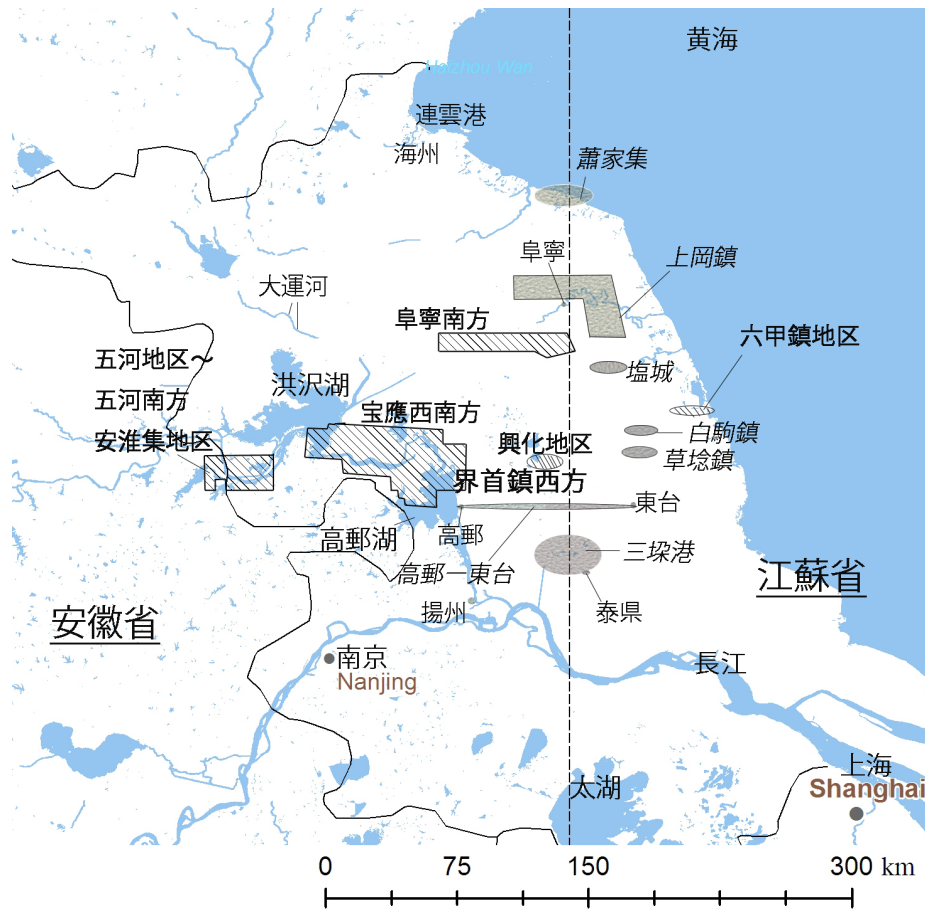 黄海
Haizhou Wan
連雲港
海州
蕭家集
阜寧
上岡鎮
大運河
阜寧南方
六甲鎮地区
五河地区～
五河南方
安淮集地区
洪沢湖
塩城
宝應西南方
白駒鎮
興化地区
草埝鎮
界首鎮西方
東台
高郵湖
高郵
三垛港
高郵ー東台
江蘇省
泰県
揚州
安徽省
南京
Nanjing
長江
上海
Shanghai
太湖
0 75 150 300 km